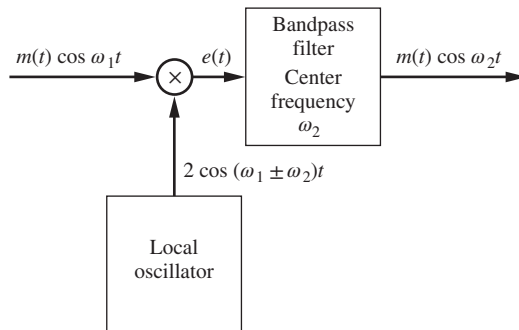 m(t) cos ω₁t
×
e(t)
Bandpass
filter
Center
frequency
ω₂
m(t) cos ω₂t
2 cos (ω₁ ± ω₂)t
Local
oscillator